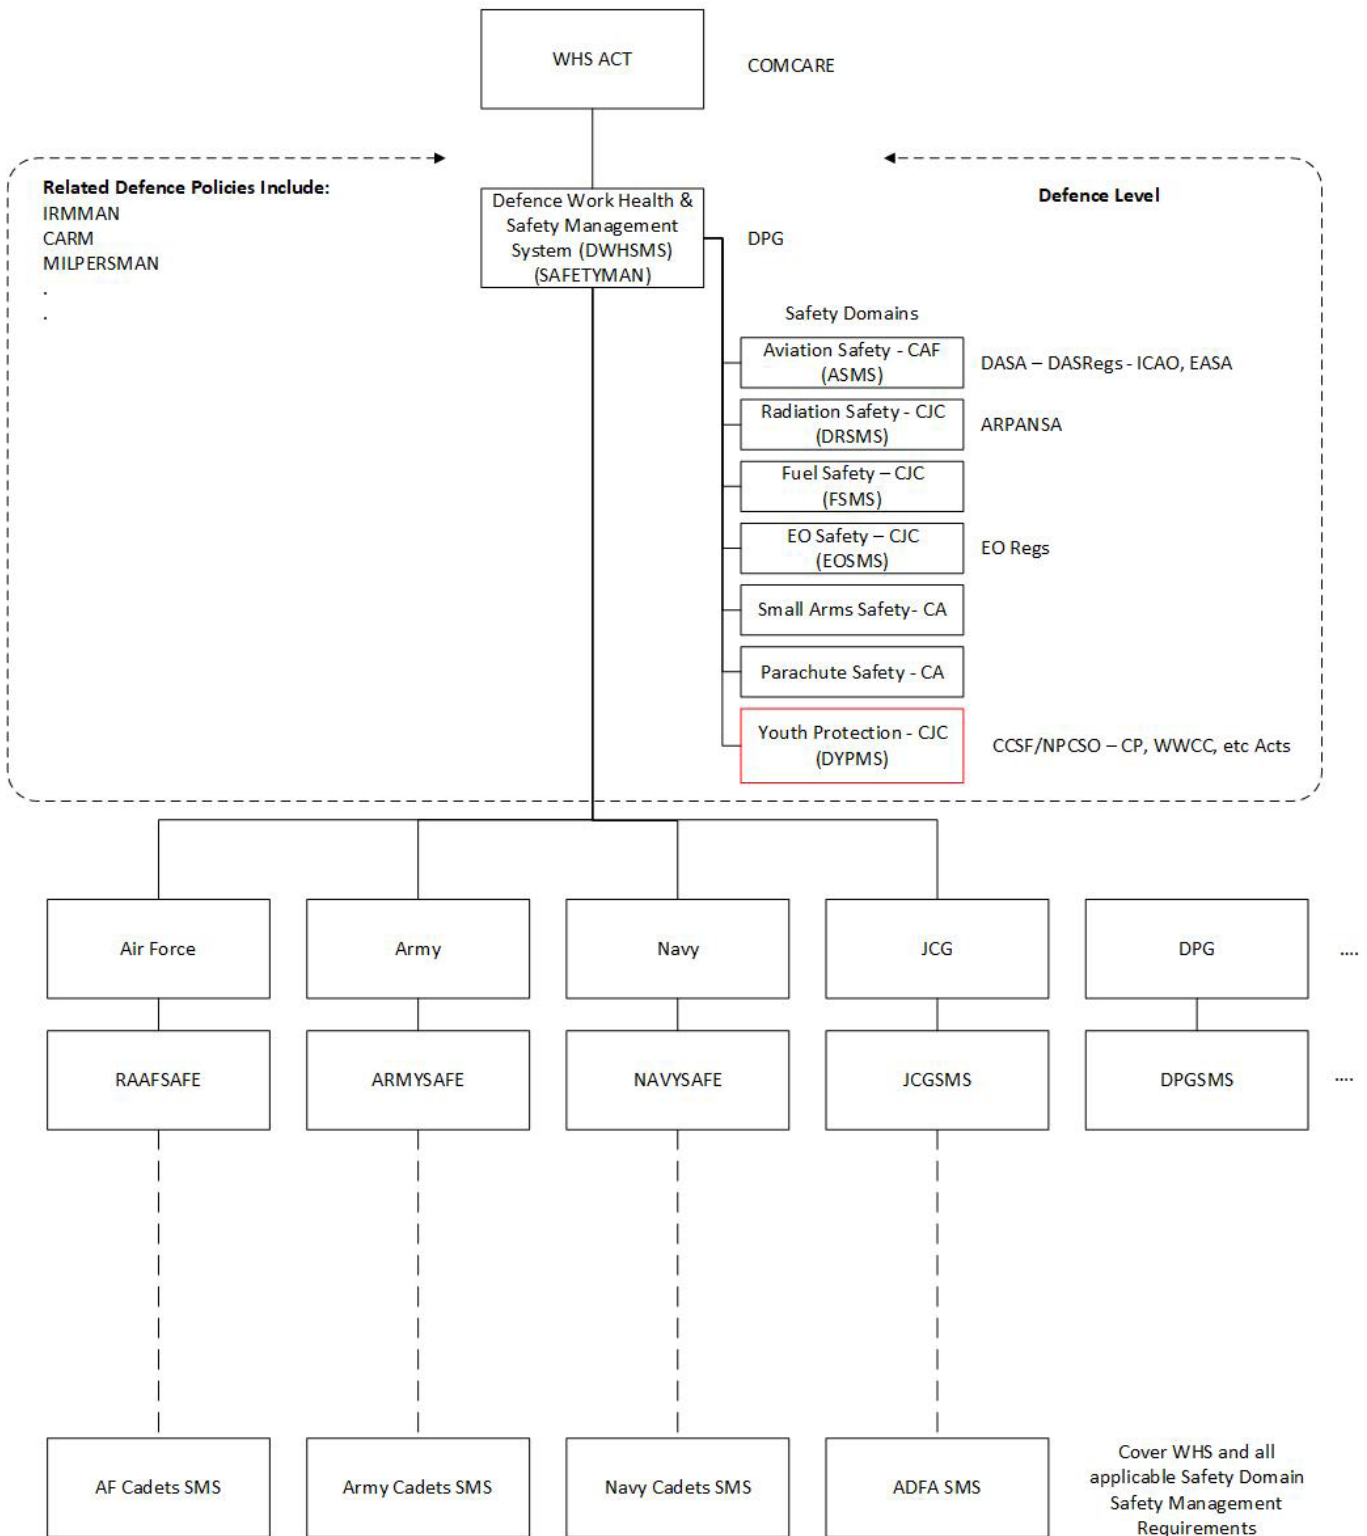 WHS ACT
COMCARE
Related Defence Policies Include:
IRMMAN
CARM
MILPERSMAN
.
.
Defence Level
Defence Work Health &
Safety Management
System (DWHSMS)
(SAFETYMAN)
DPG
Safety Domains
Aviation Safety - CAF
(ASMS)
DASA – DASRegs - ICAO, EASA
Radiation Safety - CJC
(DRSMS)
ARPANSA
Fuel Safety – CJC
(FSMS)
EO Safety – CJC
(EOSMS)
EO Regs
Small Arms Safety- CA
Parachute Safety - CA
Youth Protection - CJC
(DYPMS)
CCSF/NPCSO – CP, WWCC, etc Acts
Air Force
Army
Navy
JCG
DPG
....
RAAFSAFE
ARMYSAFE
NAVYSAFE
JCGSMS
DPGSMS
....
AF Cadets SMS
Army Cadets SMS
Navy Cadets SMS
ADFA SMS
Cover WHS and all
applicable Safety Domain
Safety Management
Requirements